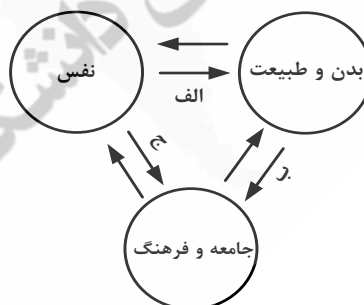 نفس
بدن و طبیعت
الف
ج
ب
جامعه و فرهنگ